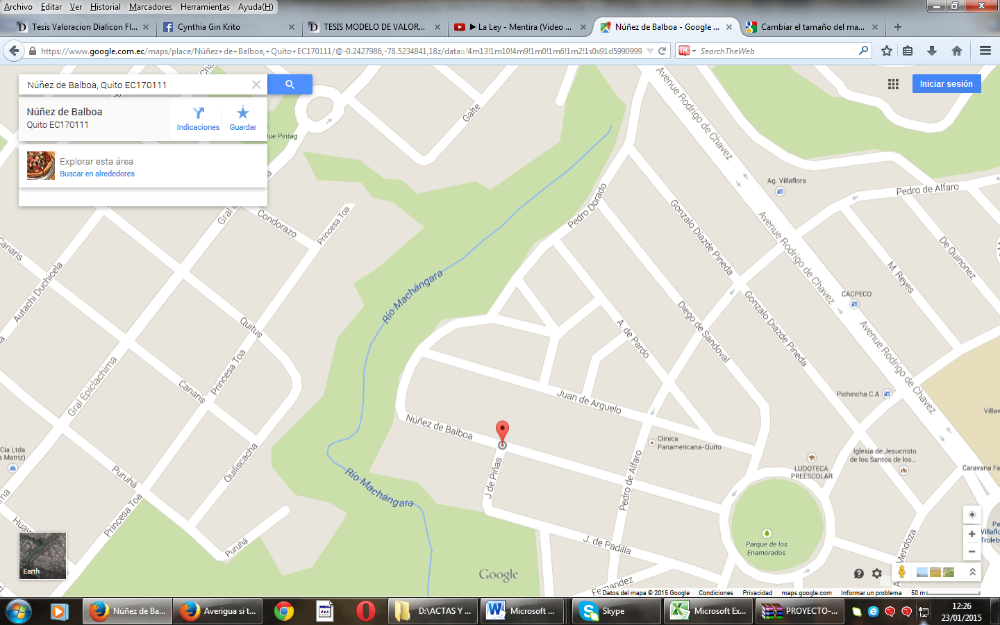 Archivo Editar Ver Historial Marcadores Herramientas Ayuda(H)
Tesis Valoracion Dialicon Fl...
Cynthia Gin Krito
TESIS MODELO DE VALOR...
La Ley - Mentira (Video ...
Núñez de Balboa - Google ...
Cambiar el tamaño del ma...
https://www.google.com.ec/maps/place/Núñez+de+Balboa,+Quito+EC170111/@-0.2427986,-78.5234841,18z/data=!4m13!1m10!4m9!1m0!1m6!1m2!1s0x91d5990999
SearchTheWeb
Núñez de Balboa, Quito EC170111
Iniciar sesión
Núñez de Balboa
Quito EC170111
Indicaciones
Guardar
Explorar esta área
Buscar en alrededores
que Pintag
Galte
Avenue Rodrigo de Chavez
Ag. Villaflora
Pedro de Alfaro
Gral
Condorazo
Princesa Toa
Pedro Dorado
Gonzalo Diazde Pineda
Avenue Rodrigo de Chavez
De Quinonez
M. Reyes
Canaris
Autachi Duchicela
Río Machángara
CACPECO
Gonzalo Diazde Pineda
Diego de Sandoval
A. de Pardo
Avenue Rodrigo de Chavez
Quitus
Princesa Toa
Gral Epiclachima
Canaris
Juan de Arguelo
Pichincha C.A
Villav
Núñez de Balboa
Clínica
Panamericana-Quito
Iglesia de Jesucristo
de los Santos de los...
LUDOTECA
PREESCOLAR
Caravana Fa
Cia Ltda
Matriz)
Quiliscacha
Puruhá
Princesa Toa
Río Machángara
J de Piñas
Pedro de Alfaro
Huay
Puruhá
J. de Padilla
Parque de los
Enamorados
Mendoza
Pa
Villaflo
Troleb
Fernandez
Earth
Google
Datos del mapa © 2015 Google Condiciones Privacidad maps.google.com Informar un problema 50 m
Núñez de Ba...
Averigua si t...
D:\ACTAS Y ...
Microsoft ...
Skype
Microsoft Ex...
PROYECTO-...
12:26
23/01/2015